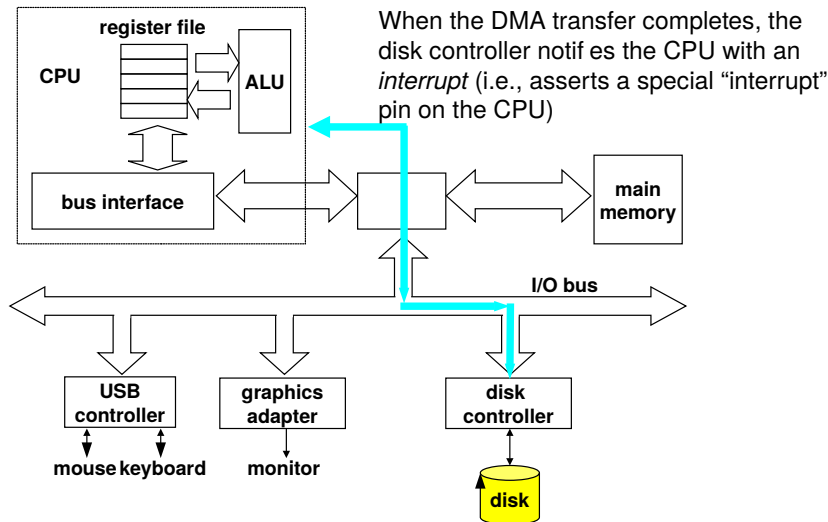 When the DMA transfer completes, the
disk controller notif es the CPU with an
interrupt (i.e., asserts a special “interrupt”
pin on the CPU)
register file
CPU
ALU
bus interface
main
memory
I/O bus
USB
controller
graphics
adapter
disk
controller
mouse keyboard
monitor
disk